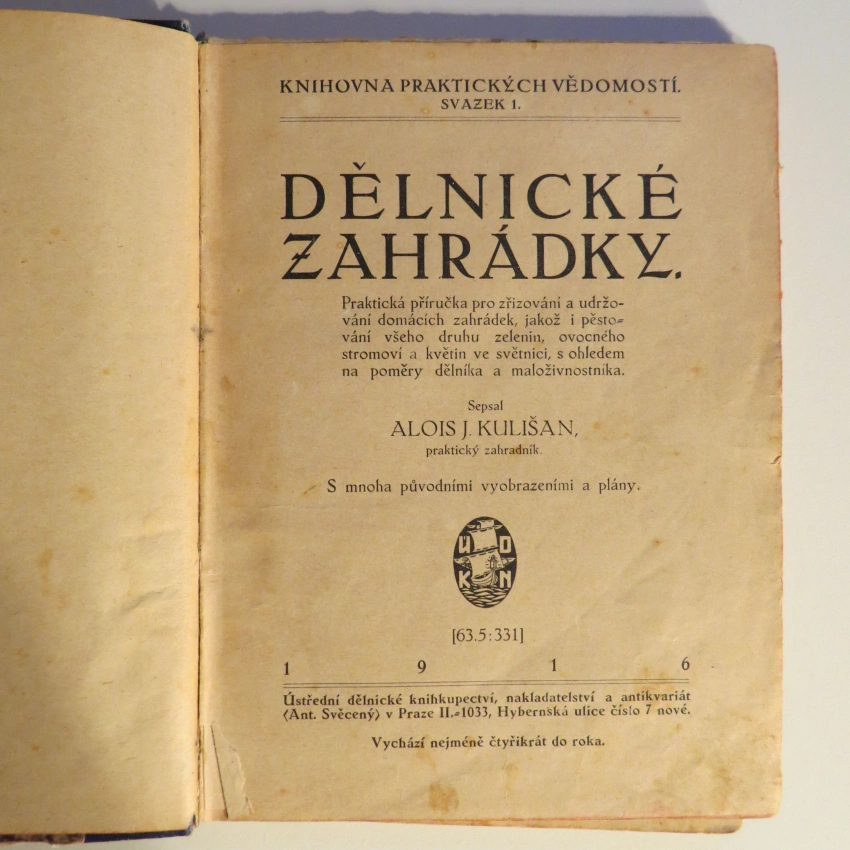 KNIHOVNA PRAKTICKÝCH VĚDOMOSTÍ.
SVAZEK 1.
DĚLNICKÉ
ZAHRÁDKY.
Praktická příručka pro zřizování a udržo-
vání domácích zahrádek, jakož i pěsto-
vání všeho druhu zelenin, ovocného
stromoví a květin ve světnici, s ohledem
na poměry dělníka a maloživnostníka.
Sepsal
ALOIS J. KULIŠAN,
praktický zahradník.
S mnoha původními vyobrazeními a plány.
U O
K N
[63.5:331]
1 9 1 6
Ústřední dělnické knihkupectví, nakladatelství a antikvariát
(Ant. Svěcený) v Praze II.-1033, Hybernská ulice číslo 7 nové.
Vychází nejméně čtyřikrát do roka.